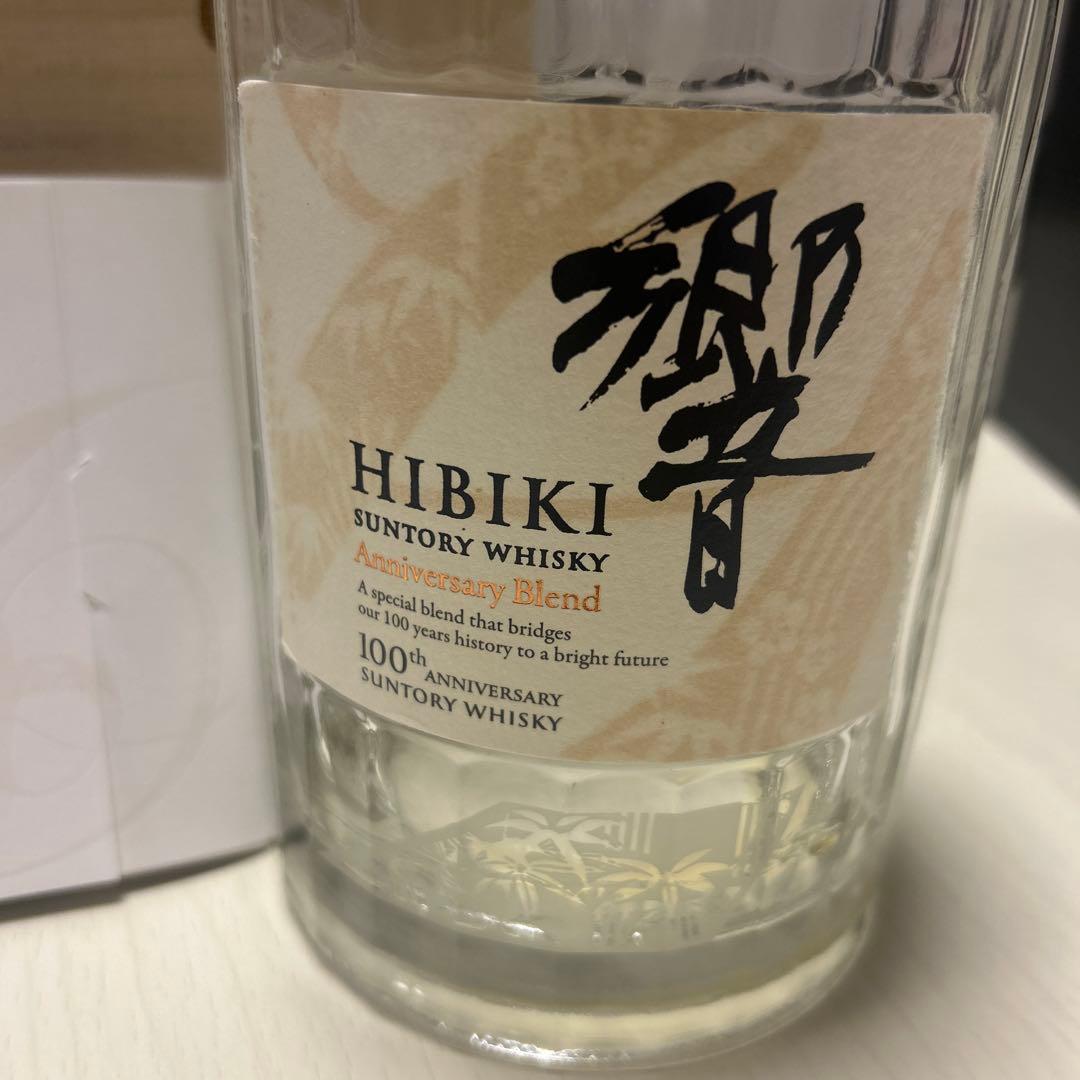 響
HIBIKI
SUNTORY WHISKY
Anniversary Blend
A special blend that bridges
our 100 years history to a bright future
100th ANNIVERSARY
SUNTORY WHISKY